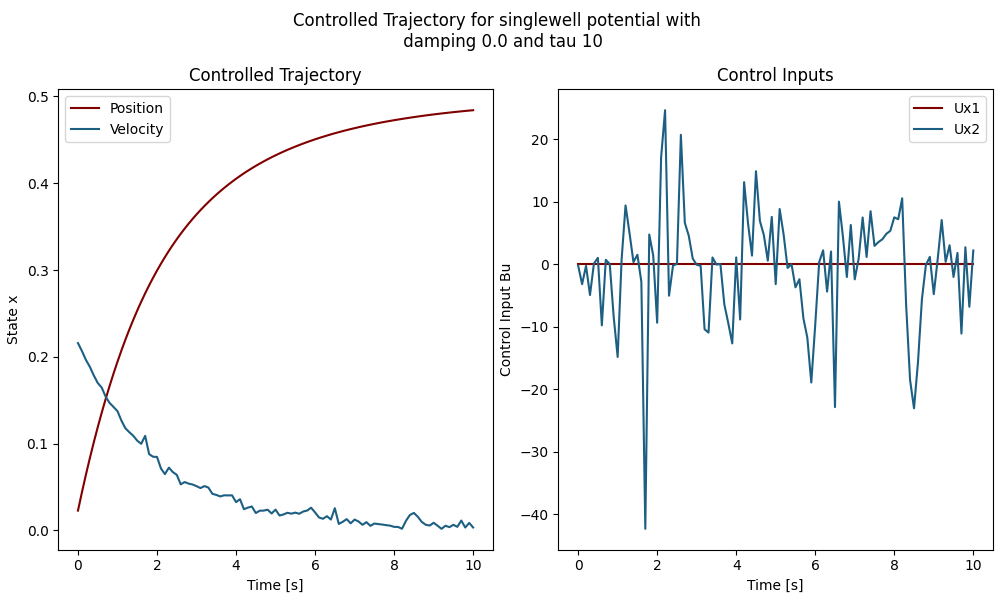 Controlled Trajectory for singlewell potential with
damping 0.0 and tau 10
Controlled Trajectory
State x
0.5
0.4
0.3
0.2
0.1
0.0
Position
Velocity
0
2
4
6
8
10
Time [s]
Control Inputs
Control Input Bu
20
10
0
−10
−20
−30
−40
Ux1
Ux2
0
2
4
6
8
10
Time [s]